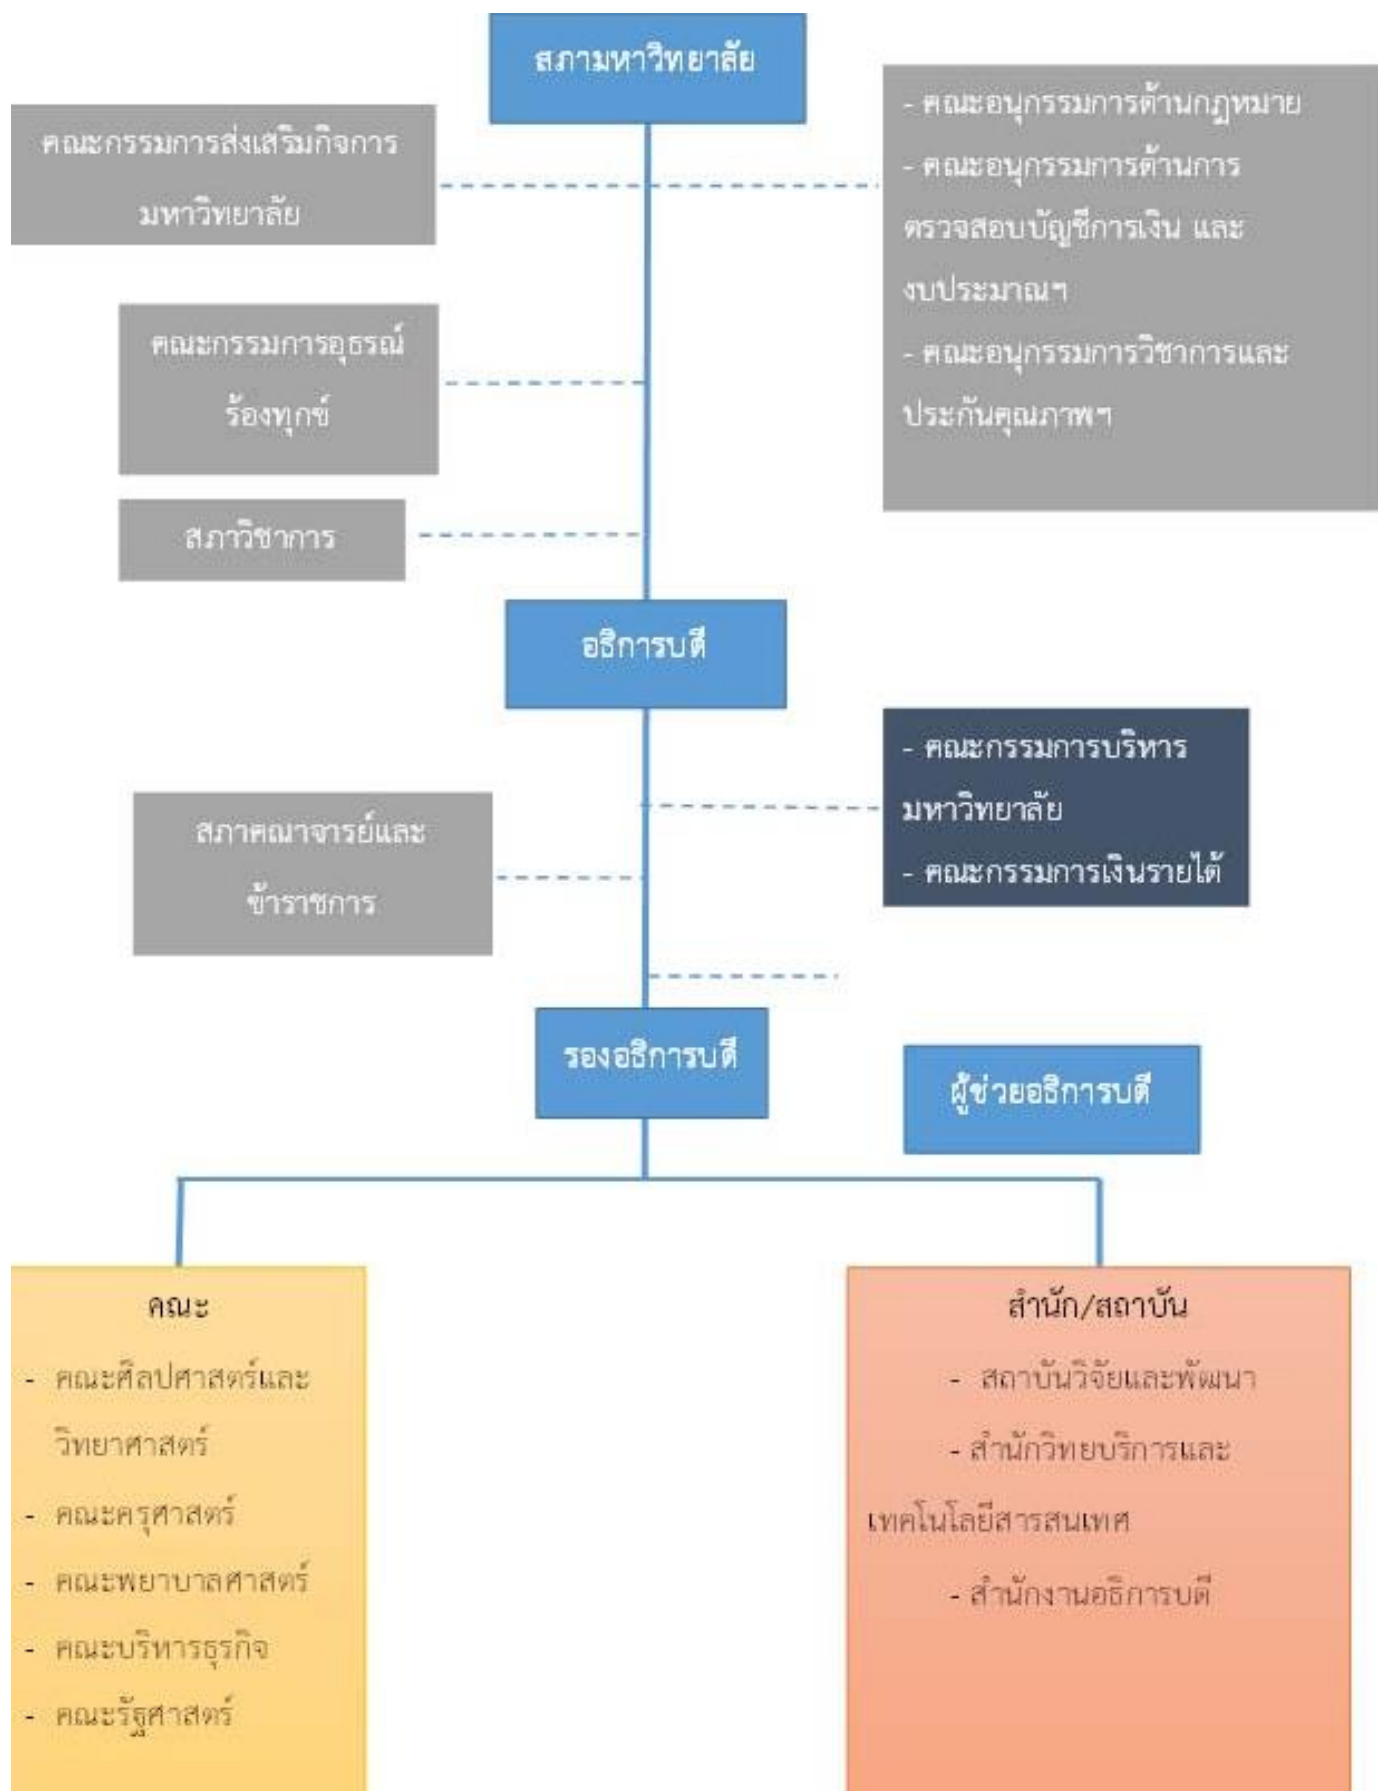 สภามหาวิทยาลัย
คณะกรรมการส่งเสริมกิจการ
มหาวิทยาลัย
- คณะอนุกรรมการด้านกฎหมาย
- คณะอนุกรรมการด้านการ
ตรวจสอบบัญชีการเงิน และ
งบประมาณฯ
- คณะอนุกรรมการวิชาการและ
ประกันคุณภาพฯ
คณะกรรมการอุธรณ์
ร้องทุกข์
สภาวิชาการ
อธิการบดี
- คณะกรรมการบริหาร
มหาวิทยาลัย
- คณะกรรมการเงินรายได้
สภาคณาจารย์และ
ข้าราชการ
รองอธิการบดี
ผู้ช่วยอธิการบดี
คณะ
- คณะศิลปศาสตร์และ
วิทยาศาสตร์
- คณะครุศาสตร์
- คณะพยาบาลศาสตร์
- คณะบริหารธุรกิจ
- คณะรัฐศาสตร์
สำนัก/สถาบัน
- สถาบันวิจัยและพัฒนา
- สำนักวิทยบริการและ
เทคโนโลยีสารสนเทศ
- สำนักงานอธิการบดี